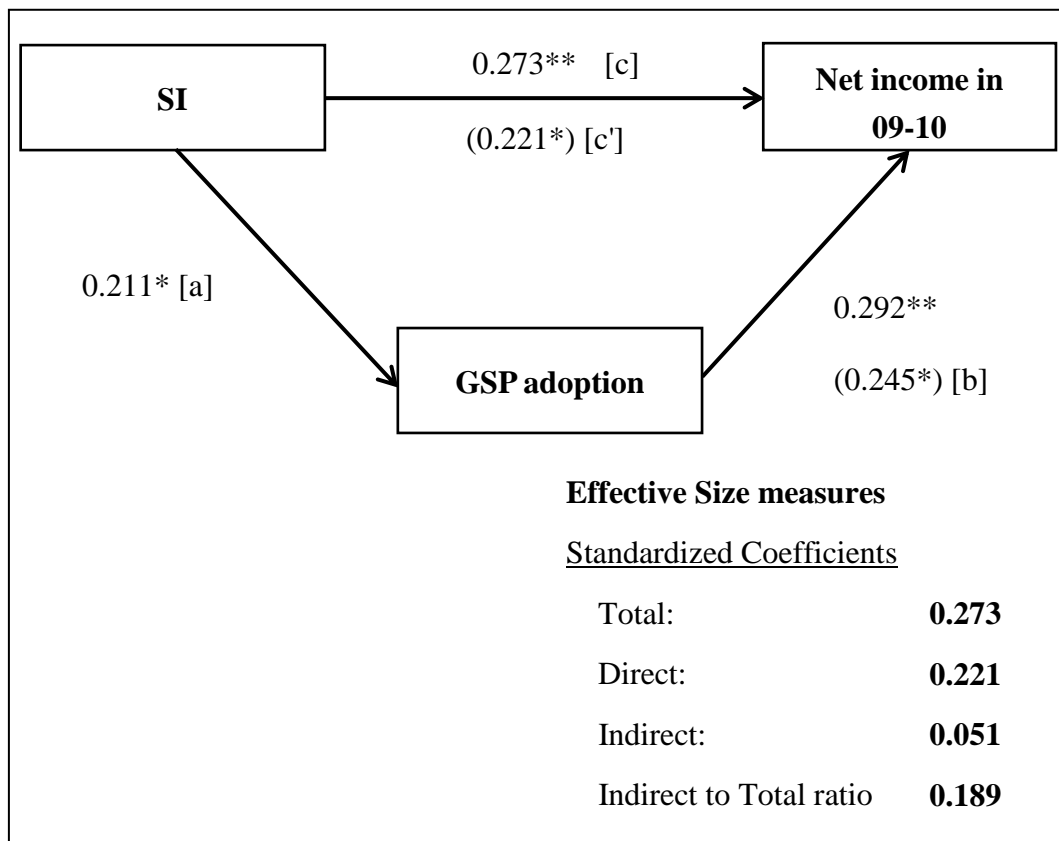 SI
0.273** [c]
(0.221*) [c']
Net income in
09-10
0.211* [a]
GSP adoption
0.292**
(0.245*) [b]
Effective Size measures
Standardized Coefficients
Total: 0.273
Direct: 0.221
Indirect: 0.051
Indirect to Total ratio 0.189